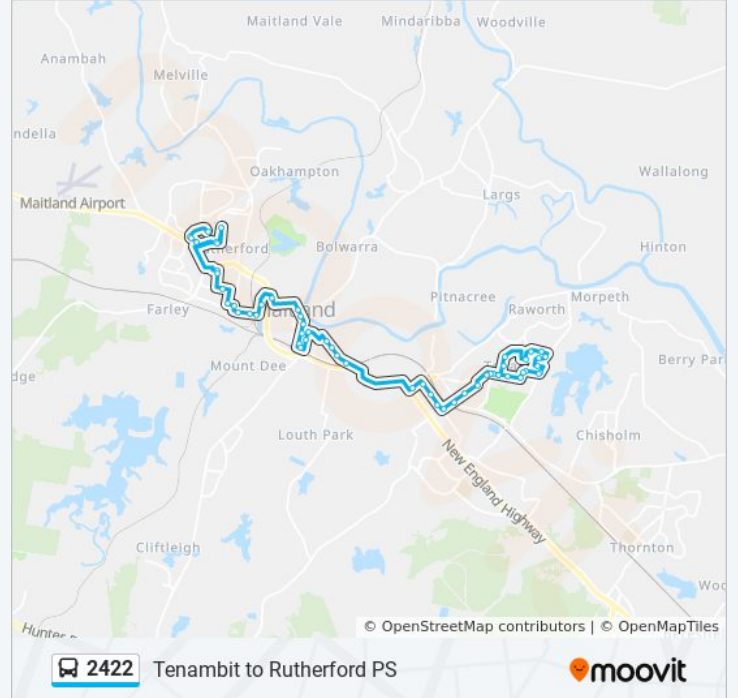 Maitland Vale
Mindaribba
Woodville
Anambah
Melville
ndella
Oakhampton
Wallalong
Largs
Maitland Airport
Bolwarra
Hinton
Pitnacree
Morpeth
Raworth
Farley
Berry Par
Mount Dee
dge
Louth Park
Chisholm
New England Highway
Cliftleigh
Thornton
Woo
Hunter
© OpenStreetMap contributors | © OpenMapTiles
2422 Tenambit to Rutherford PS
moovit